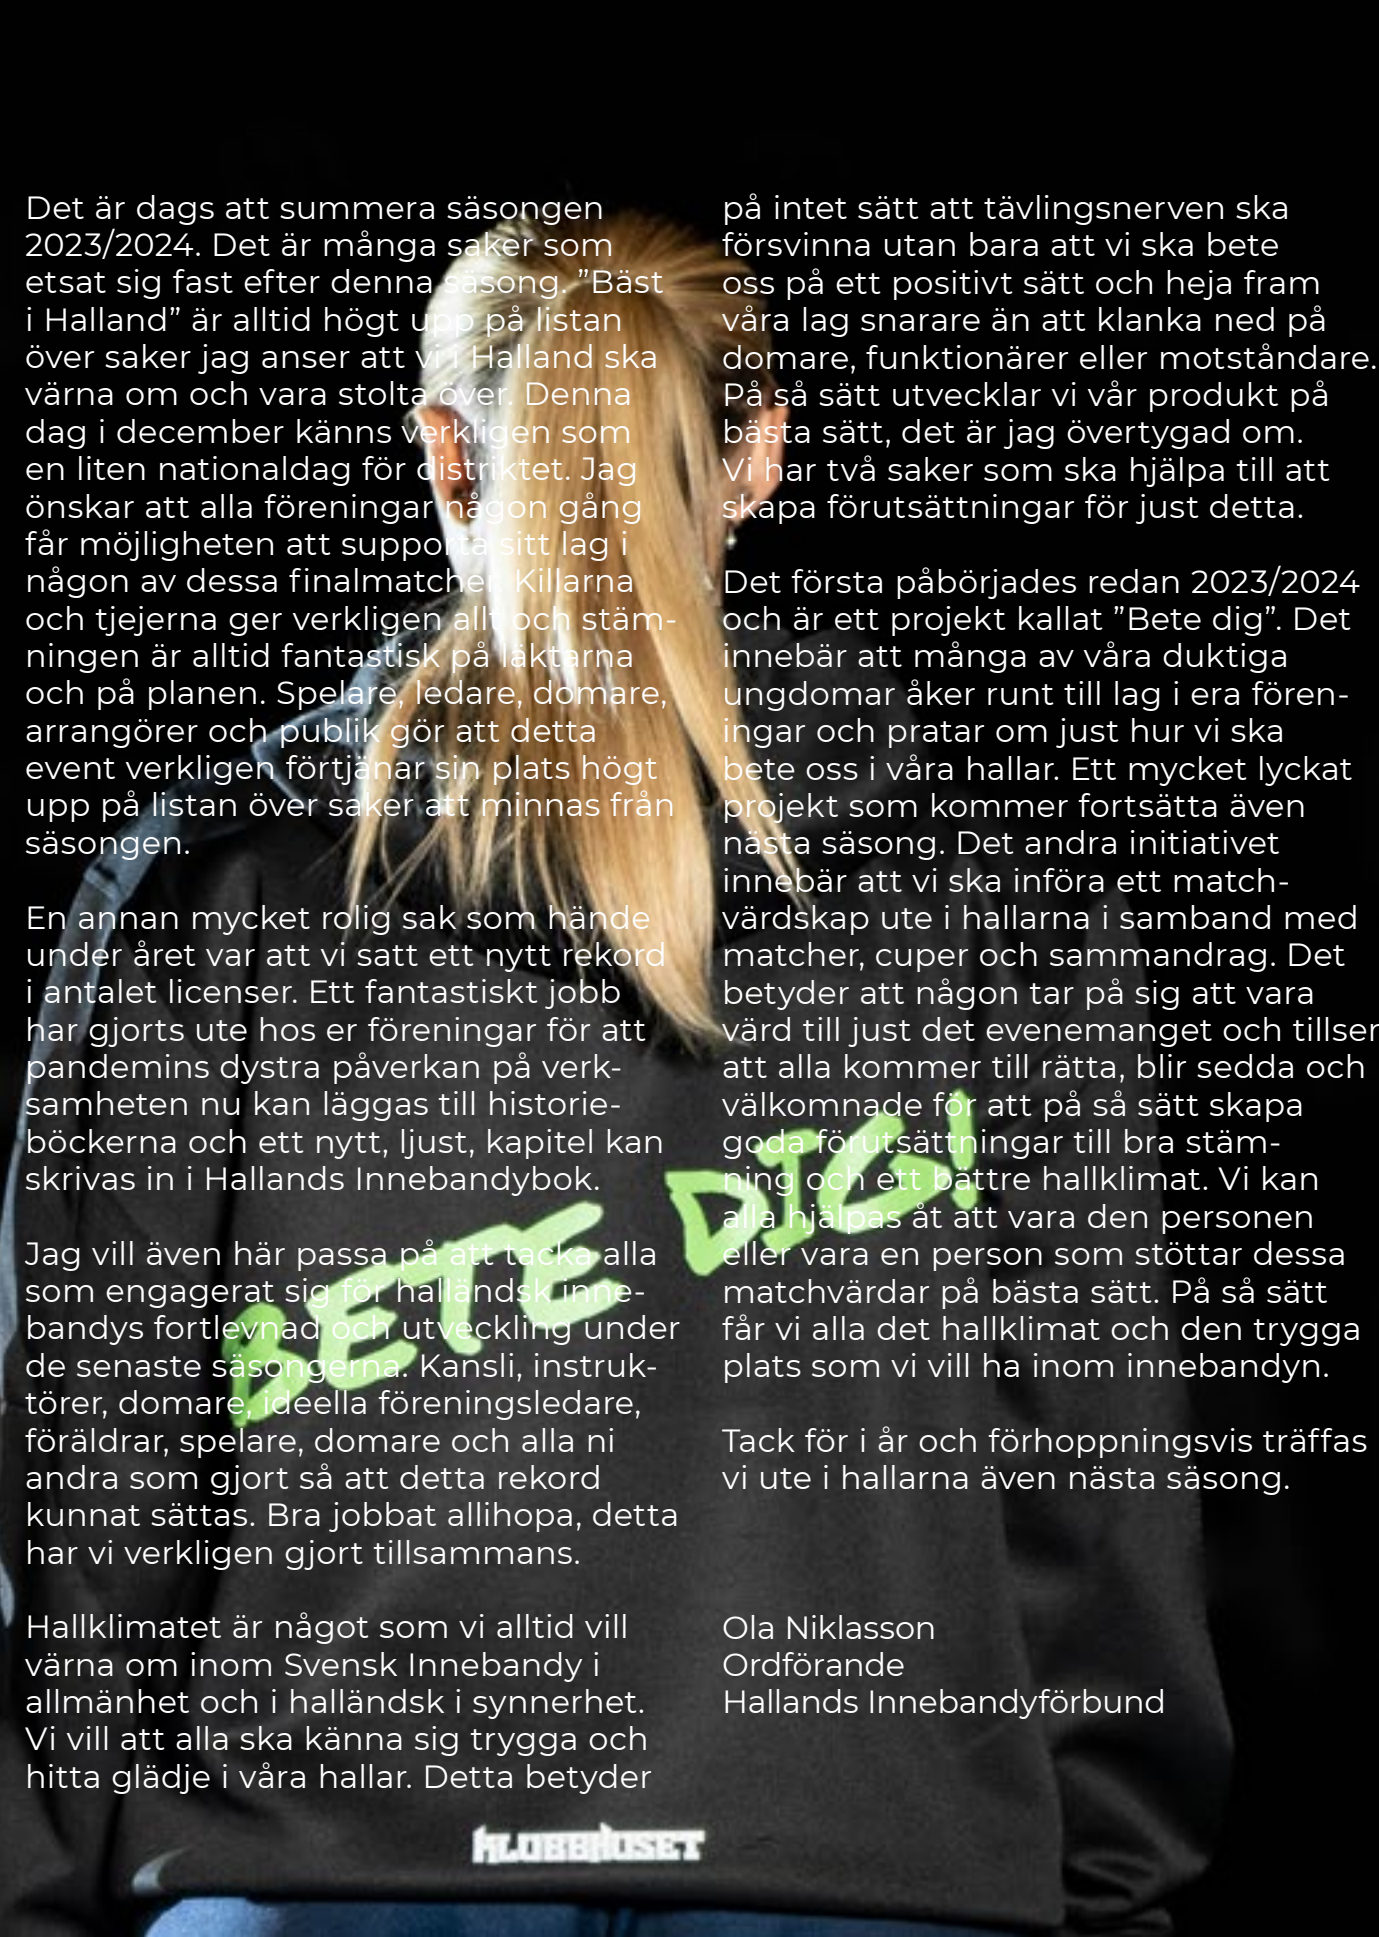 Det är dags att summera säsongen
2023/2024. Det är många saker som
etsat sig fast efter denna säsong. ”Bäst
i Halland” är alltid högt upp på listan
över saker jag anser att vi i Halland ska
värna om och vara stolta över. Denna
dag i december känns verkligen som
en liten nationaldag för distriktet. Jag
önskar att alla föreningar någon gång
får möjligheten att supporta sitt lag i
någon av dessa finalmatcher. Killarna
och tjejerna ger verkligen allt och stäm-
ningen är alltid fantastisk på läktarna
och på planen. Spelare, ledare, domare,
arrangörer och publik gör att detta
event verkligen förtjänar sin plats högt
upp på listan över saker att minnas från
säsongen.

En annan mycket rolig sak som hände
under året var att vi satt ett nytt rekord
i antalet licenser. Ett fantastiskt jobb
har gjorts ute hos er föreningar för att
pandemins dystra påverkan på verk-
samheten nu kan läggas till historie-
böckerna och ett nytt, ljust, kapitel kan
skrivas in i Hallands Innebandybok.

Jag vill även här passa på att tacka alla
som engagerat sig för halländsk inne-
bandys fortlevnad och utveckling under
de senaste säsongerna. Kansli, instruk-
törer, domare, ideella föreningsledare,
föräldrar, spelare, domare och alla ni
andra som gjort så att detta rekord
kunnat sättas. Bra jobbat allihopa, detta
har vi verkligen gjort tillsammans.

Hallklimatet är något som vi alltid vill
värna om inom Svensk Innebandy i
allmänhet och i halländsk i synnerhet.
Vi vill att alla ska känna sig trygga och
hitta glädje i våra hallar. Detta betyder
på intet sätt att tävlingsnerven ska
försvinna utan bara att vi ska bete
oss på ett positivt sätt och heja fram
våra lag snarare än att klanka ned på
domare, funktionärer eller motståndare.
På så sätt utvecklar vi vår produkt på
bästa sätt, det är jag övertygad om.
Vi har två saker som ska hjälpa till att
skapa förutsättningar för just detta.

Det första påbörjades redan 2023/2024
och är ett projekt kallat ”Bete dig”. Det
innebär att många av våra duktiga
ungdomar åker runt till lag i era fören-
ingar och pratar om just hur vi ska
bete oss i våra hallar. Ett mycket lyckat
projekt som kommer fortsätta även
nästa säsong. Det andra initiativet
innebär att vi ska införa ett match-
värdskap ute i hallarna i samband med
matcher, cuper och sammandrag. Det
betyder att någon tar på sig att vara
värd till just det evenemanget och tillser
att alla kommer till rätta, blir sedda och
välkomnade för att på så sätt skapa
goda förutsättningar till bra stäm-
ning och ett bättre hallklimat. Vi kan
alla hjälpas åt att vara den personen
eller vara en person som stöttar dessa
matchvärdar på bästa sätt. På så sätt
får vi alla det hallklimat och den trygga
plats som vi vill ha inom innebandyn.

Tack för i år och förhoppningsvis träffas
vi ute i hallarna även nästa säsong.

Ola Niklasson
Ordförande
Hallands Innebandyförbund
BETE DIG!
KLUBBHUSET